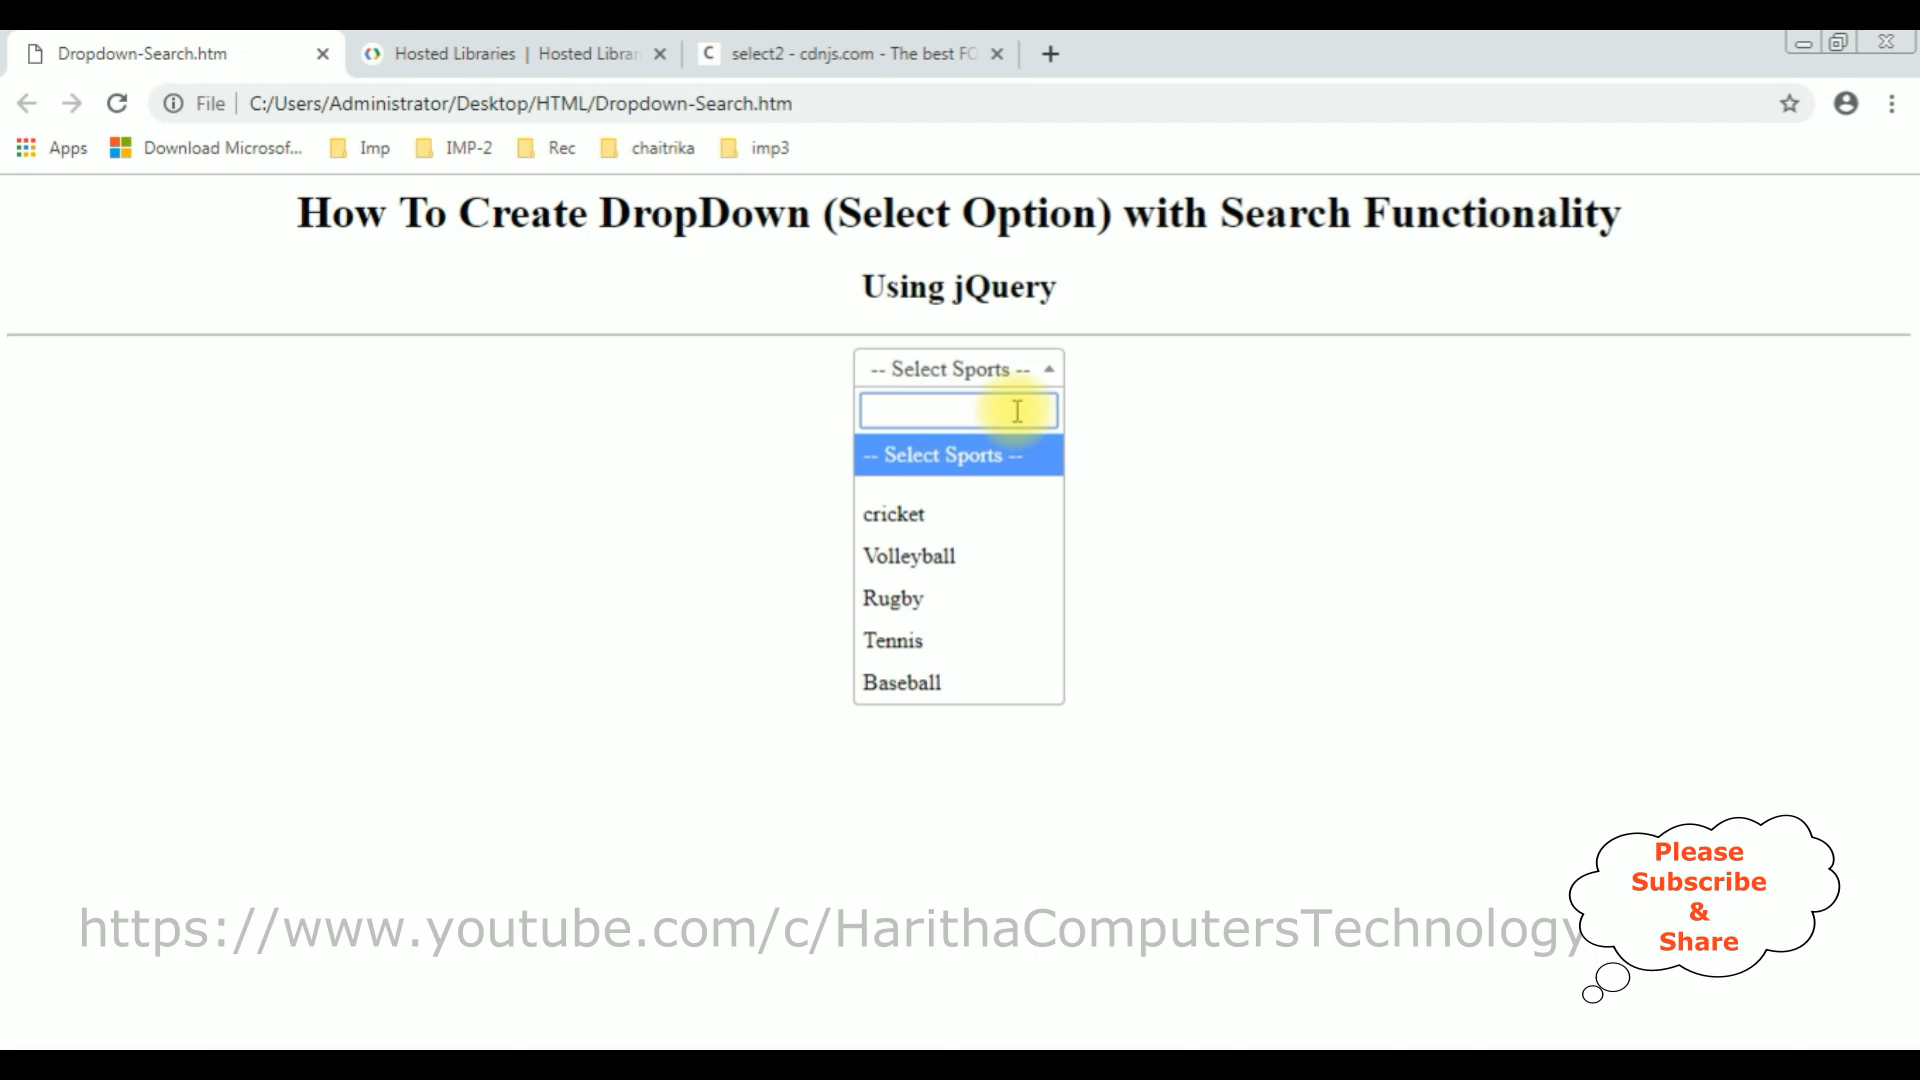 Dropdown-Search.htm
Hosted Libraries | Hosted Librar
select2 - cdnjs.com - The best FO
File | C:/Users/Administrator/Desktop/HTML/Dropdown-Search.htm
Apps Download Microsof... Imp IMP-2 Rec chaitrika imp3
How To Create DropDown (Select Option) with Search Functionality
Using jQuery
-- Select Sports --
-- Select Sports --
cricket
Volleyball
Rugby
Tennis
Baseball
Please
Subscribe
&
Share
https://www.youtube.com/c/HarithaComputersTechnology